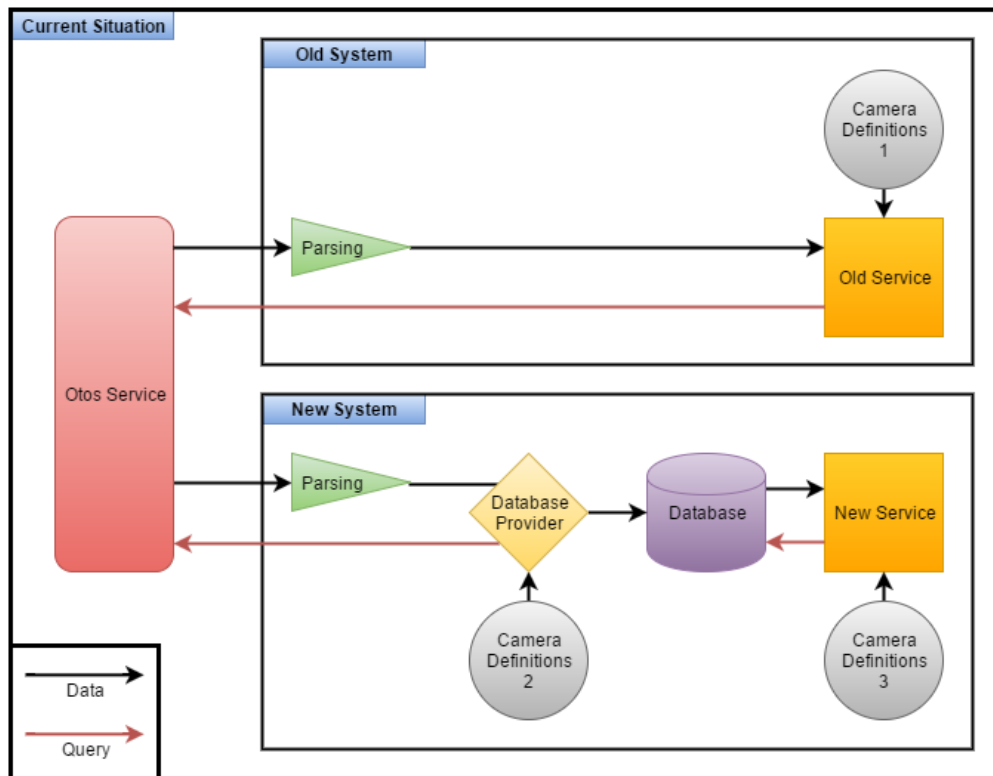 Current Situation
Old System
Camera
Definitions
1
Parsing
Old Service
Otos Service
New System
Parsing
Database
Provider
Database
New Service
Camera
Definitions
2
Camera
Definitions
3
Data
Query